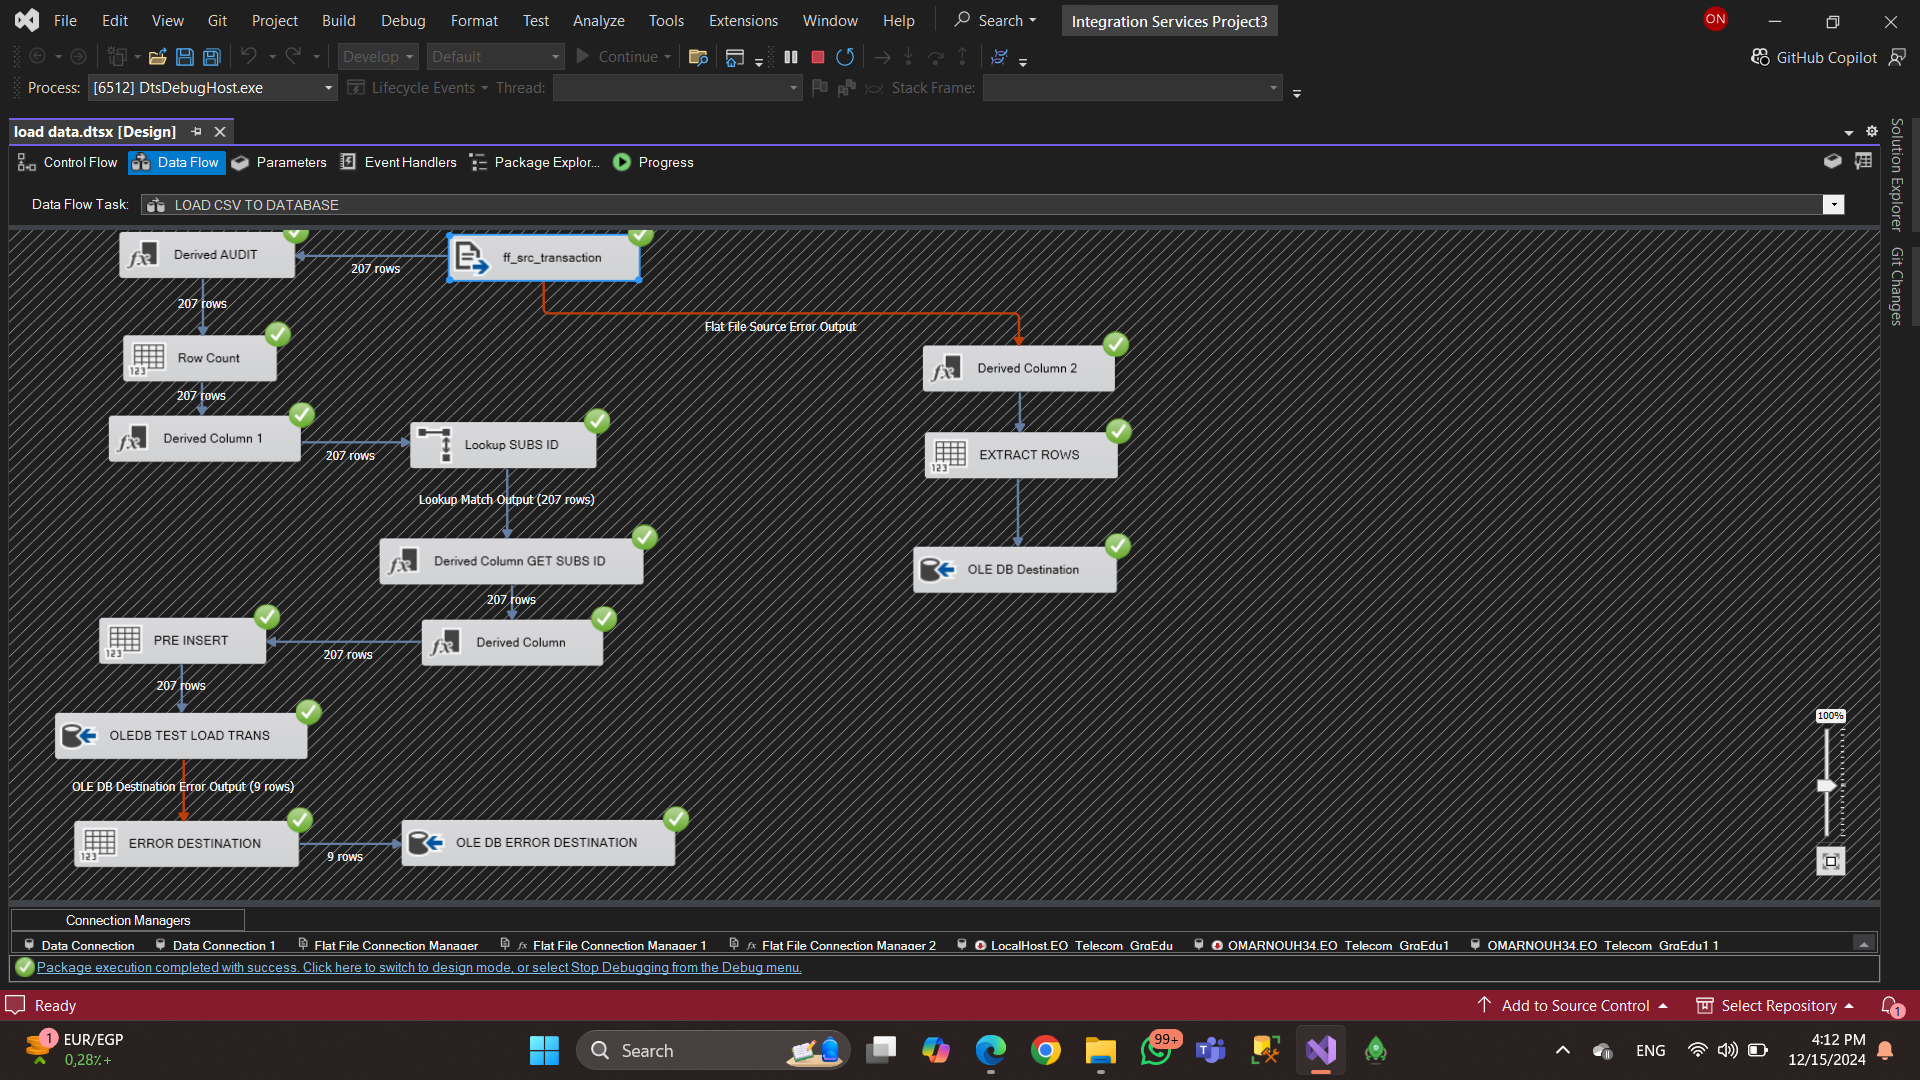 File Edit View Git Project Build Debug Format Test Analyze Tools Extensions Window Help Search Integration Services Project3 ON
Develop Default Continue GitHub Copilot
Process: [6512] DtsDebugHost.exe Lifecycle Events Thread: Stack Frame:
load data.dtsx [Design]
Control Flow Data Flow Parameters Event Handlers Package Explor... Progress
Data Flow Task: LOAD CSV TO DATABASE
Solution Explorer
Git Changes
Derived AUDIT
207 rows
ff_src_transaction
207 rows
Flat File Source Error Output
Row Count
Derived Column 2
207 rows
Derived Column 1
207 rows
Lookup SUBS ID
EXTRACT ROWS
Lookup Match Output (207 rows)
Derived Column GET SUBS ID
OLE DB Destination
207 rows
PRE INSERT
207 rows
Derived Column
207 rows
OLEDB TEST LOAD TRANS
OLE DB Destination Error Output (9 rows)
ERROR DESTINATION
9 rows
OLE DB ERROR DESTINATION
100%
Connection Managers
Data Connection Data Connection 1 Flat File Connection Manager Flat File Connection Manager 1 Flat File Connection Manager 2 LocalHost.EO_Telecom_GrqEdu OMARNOUH34.EO_Telecom_GrqEdu1 OMARNOUH34.EO_Telecom_GrqEdu1 1
Package execution completed with success. Click here to switch to design mode, or select Stop Debugging from the Debug menu.
Ready Add to Source Control Select Repository 1
1 EUR/EGP
0,28%+
Search 99+ ENG
4:12 PM
12/15/2024